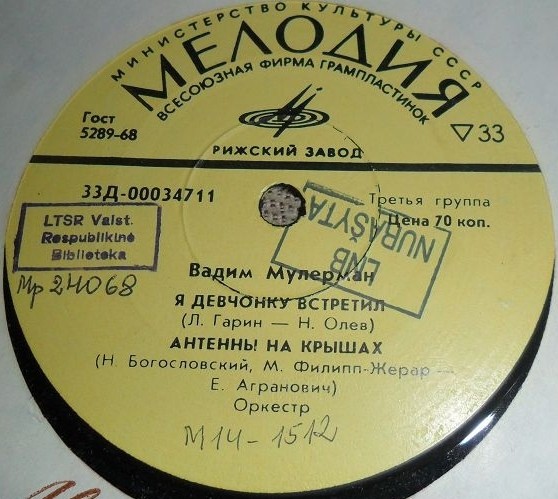 МИНИСТЕРСТВО КУЛЬТУРЫ СССР
МЕЛОДИЯ
ВСЕСОЮЗНАЯ ФИРМА ГРАМПЛАСТИНОК
Гост
5289-68
▽33
РИЖСКИЙ ЗАВОД
33Д-00034711
Третья группа
Цена 70 коп.
LTSR Valst.
Respublikinė
Biblioteka
Мр 24068
LNB
NURAŠYTA
Вадим Мулерман
Я ДЕВЧОНКУ ВСТРЕТИЛ
(Л. Гарин — Н. Олев)
АНТЕННЫ НА КРЫШАХ
(Н. Богословский, М. Филипп-Жерар —
Е. Агранович)
Оркестр
М14-1512